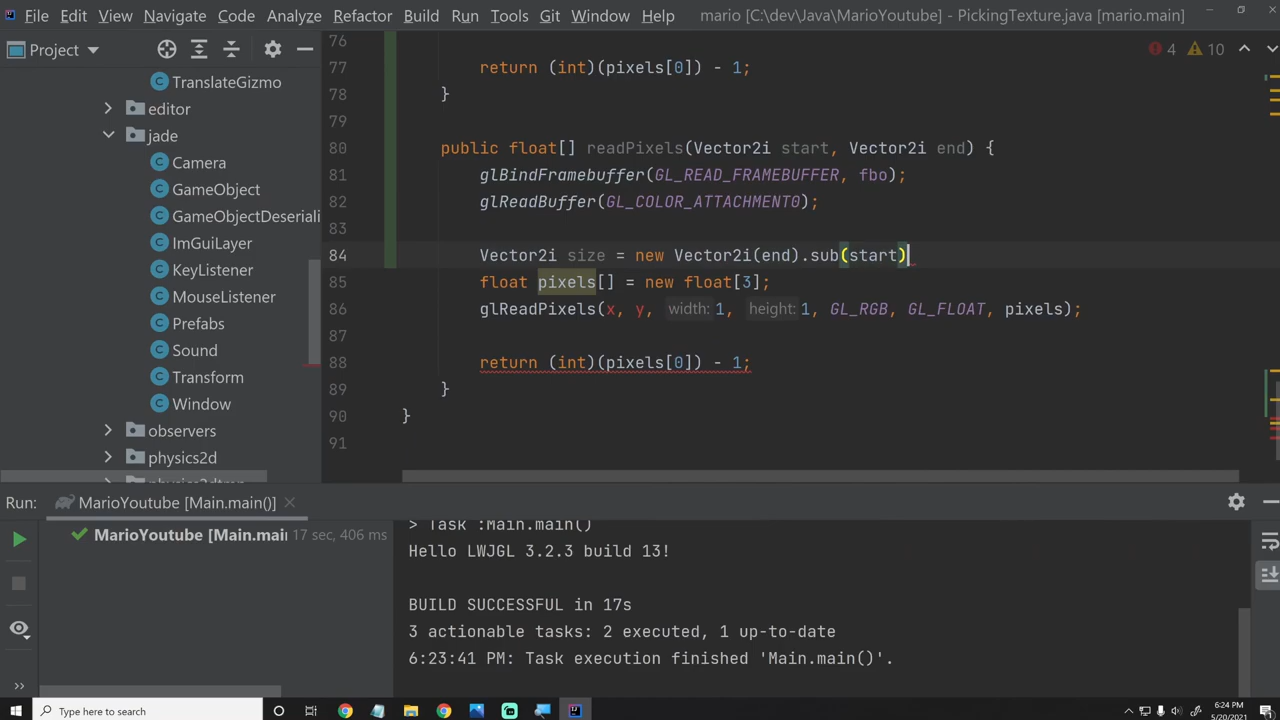 File Edit View Navigate Code Analyze Refactor Build Run Tools Git Window Help mario [C:\dev\Java\MarioYoutube] - PickingTexture.java [mario.main]
Project
TranslateGizmo
editor
jade
Camera
GameObject
GameObjectDeseriali
ImGuiLayer
KeyListener
MouseListener
Prefabs
Sound
Transform
Window
observers
physics2d
4 10
76
77 return (int)(pixels[0]) - 1;
78 }
79
80 public float[] readPixels(Vector2i start, Vector2i end) {
81 glBindFramebuffer(GL_READ_FRAMEBUFFER, fbo);
82 glReadBuffer(GL_COLOR_ATTACHMENT0);
83
84 Vector2i size = new Vector2i(end).sub(start)
85 float pixels[] = new float[3];
86 glReadPixels(x, y, width: 1, height: 1, GL_RGB, GL_FLOAT, pixels);
87
88 return (int)(pixels[0]) - 1;
89 }
90 }
91
Run: MarioYoutube [Main.main()]
MarioYoutube [Main.mai 17 sec, 406 ms
> Task :Main.main()
Hello LWJGL 3.2.3 build 13!
BUILD SUCCESSFUL in 17s
3 actionable tasks: 2 executed, 1 up-to-date
6:23:41 PM: Task execution finished 'Main.main()'.
Type here to search
6:24 PM
5/20/2021